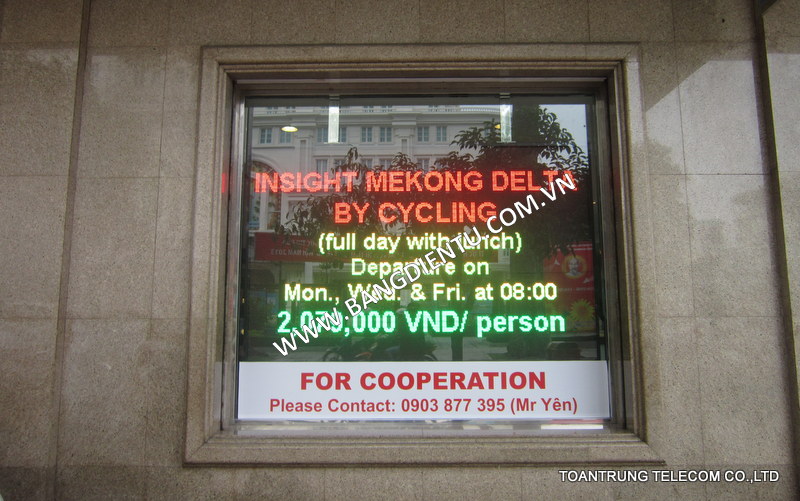 INSIGHT MEKONG DELTA
BY CYCLING
(full day with lunch)
Departure on
Mon., Wed. & Fri. at 08:00
VND/ person
WWW.BANGDIENTU.COM.VN
FOR COOPERATION
Please Contact: 0903 877 395 (Mr Yên)
TOANTRUNG TELECOM CO.,LTD